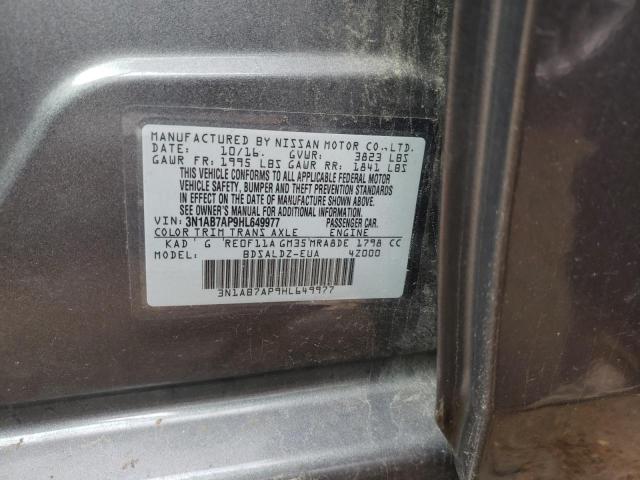 MANUFACTURED BY NISSAN MOTOR CO.,LTD.
DATE: 10/16. GVWR: 3823 LBS
GAWR FR: 1995 LBS GAWR RR: 1841 LBS
THIS VEHICLE CONFORMS TO ALL APPLICABLE FEDERAL MOTOR
VEHICLE SAFETY, BUMPER AND THEFT PREVENTION STANDARDS
IN EFFECT ON THE DATE OF MANUFACTURE SHOWN ABOVE.
SEE OWNER'S MANUAL FOR ADDITIONAL INFORMATION.
VIN: 3N1AB7AP9HL649977 PASSENGER CAR.
COLOR TRIM TRANS AXLE ENGINE
KAD G RE0F11A GM35 MRA8DE 1798 CC
MODEL: BDSALDZ-EUA 4Z000
3N1AB7AP9HL649977